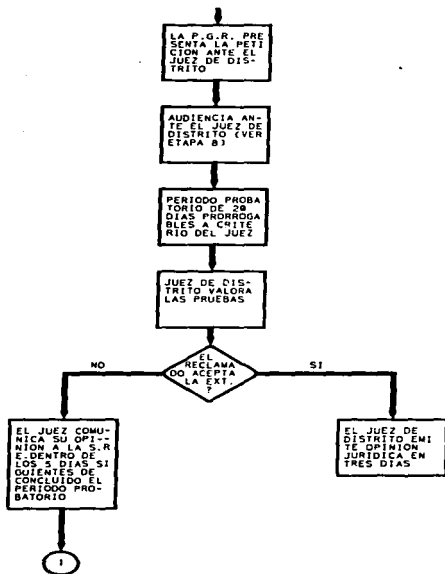 LA P.G.R. PRE
SENTA LA PETI
CION ANTE EL
JUEZ DE DIS-
TRITO
AUDIENCIA AN-
TE EL JUEZ DE
DISTRITO (VER
ETAPA 8)
PERIODO PROBA
TORIO DE 20
DIAS PRORROGA
BLES A CRITE
RIO DEL JUEZ
JUEZ DE DIS-
TRITO VALORA
LAS PRUEBAS
EL
RECLAMA
DO ACEPTA
LA EXT.
?
NO
SI
EL JUEZ COMU-
NICA SU OPI-
NION A LA S.R
E. DENTRO DE
LOS 5 DIAS SI
GUIENTES DE
CONCLUIDO EL
PERIODO PRO-
BATORIO
EL JUEZ DE
DISTRITO EMI
TE OPINION
JURIDICA EN
TRES DIAS
1